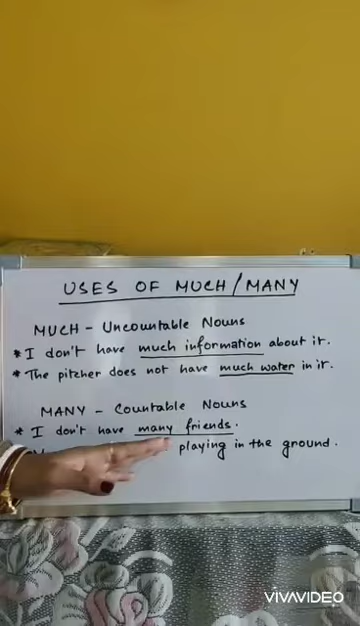 USES OF MUCH/MANY
MUCH - Uncountable Nouns
* I don't have much information about it.
* The pitcher does not have much water in it.
MANY - Countable Nouns
* I don't have many friends.
playing in the ground.
VIVAVIDEO